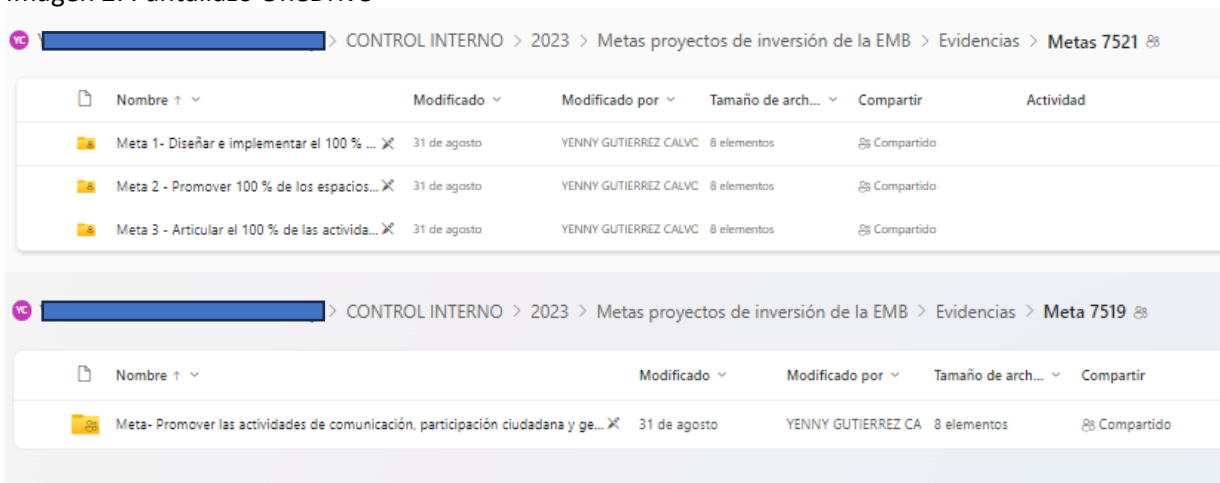 YC > CONTROL INTERNO > 2023 > Metas proyectos de inversión de la EMB > Evidencias > Metas 7521
Nombre ↑ Modificado Modificado por Tamaño de arch... Compartir Actividad
Meta 1- Diseñar e implementar el 100 % ... 31 de agosto YENNY GUTIERREZ CALVO 8 elementos Compartido
Meta 2 - Promover 100 % de los espacios... 31 de agosto YENNY GUTIERREZ CALVO 8 elementos Compartido
Meta 3 - Articular el 100 % de las activida... 31 de agosto YENNY GUTIERREZ CALVO 8 elementos Compartido
YC > CONTROL INTERNO > 2023 > Metas proyectos de inversión de la EMB > Evidencias > Meta 7519
Nombre ↑ Modificado Modificado por Tamaño de arch... Compartir
Meta- Promover las actividades de comunicación, participación ciudadana y ge... 31 de agosto YENNY GUTIERREZ CA 8 elementos Compartido